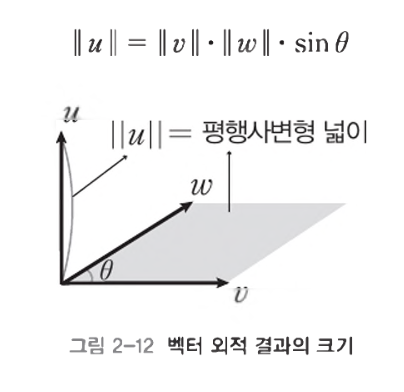 ‖u‖ = ‖v‖ · ‖w‖ · sin θ
u
||u|| = 평행사변형 넓이
w
θ
v
그림 2-12 벡터 외적 결과의 크기